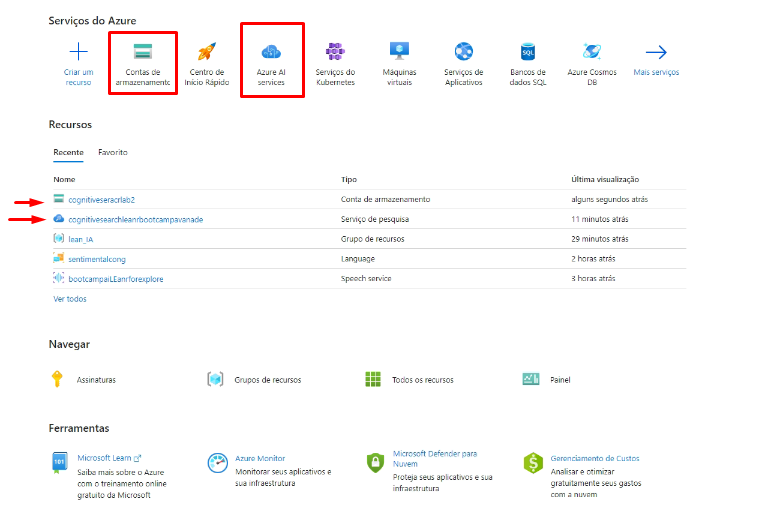 Serviços do Azure
Criar um recurso
Contas de armazenamento
Centro de Início Rápido
Azure AI services
Serviços do Kubernetes
Máquinas virtuais
Serviços de Aplicativos
Bancos de dados SQL
Azure Cosmos DB
Mais serviços
Recursos
Recente Favorito
Nome Tipo Última visualização
cognitiveseracrlab2 Conta de armazenamento alguns segundos atrás
cognitivesearchleanrbootcampavanade Serviço de pesquisa 11 minutos atrás
lean_IA Grupo de recursos 29 minutos atrás
sentimentalcong Language 2 horas atrás
bootcampaiLEanrforexplore Speech service 3 horas atrás
Ver todos
Navegar
Assinaturas Grupos de recursos Todos os recursos Painel
Ferramentas
101
Microsoft Learn
Saiba mais sobre o Azure
com o treinamento online
gratuito da Microsoft
Azure Monitor
Monitorar seus aplicativos e
sua infraestrutura
Microsoft Defender para
Nuvem
Proteja seus aplicativos e sua
infraestrutura
Gerenciamento de Custos
Analisar e otimizar
gratuitamente seus gastos
com a nuvem